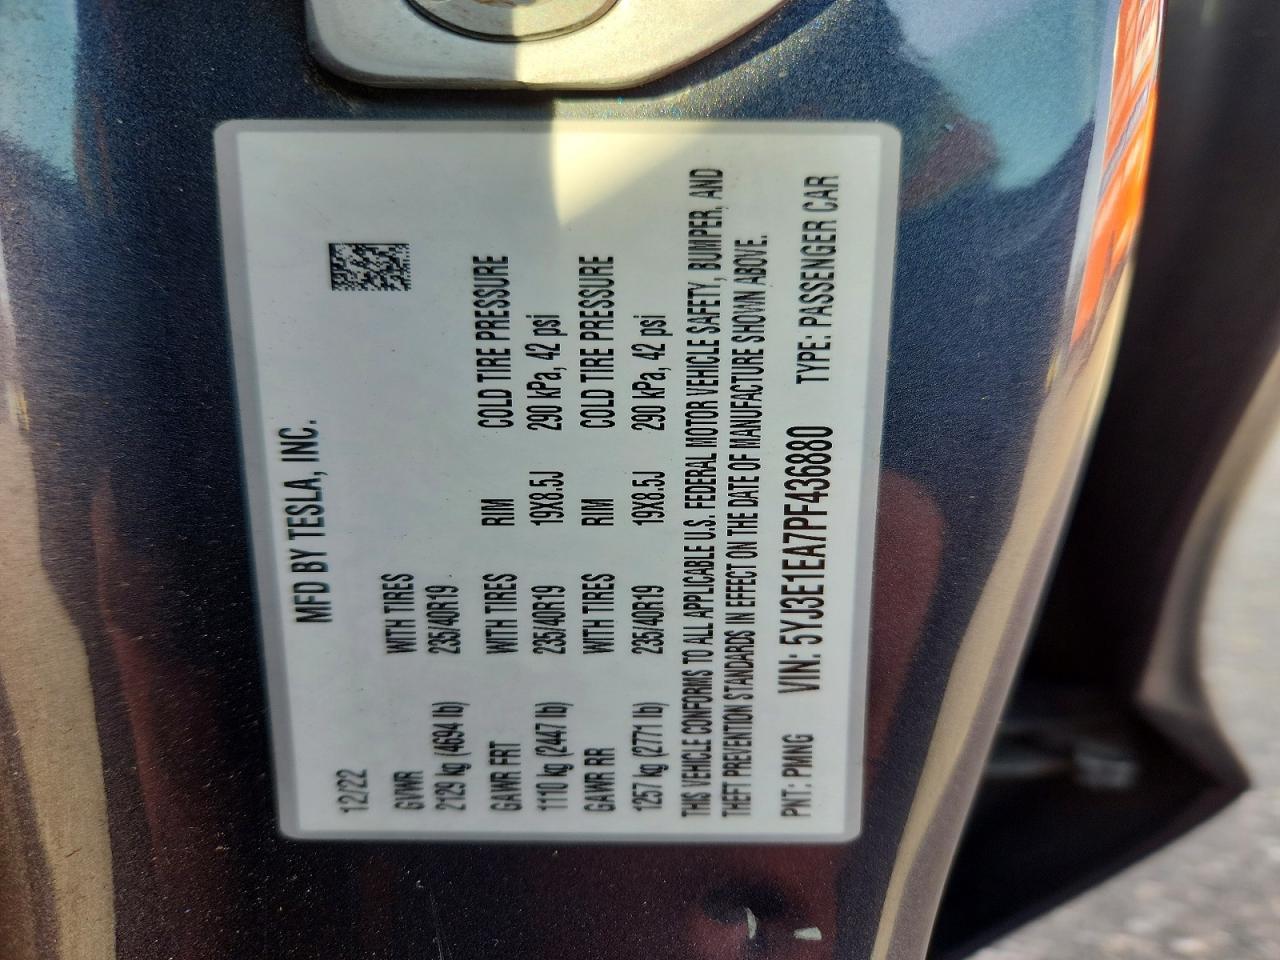 MFD BY TESLA, INC.
12/22
GVWR WITH TIRES
2129 kg (4694 lb) 235/40R19
GAWR FRT WITH TIRES RIM COLD TIRE PRESSURE
1110 kg (2447 lb) 235/40R19 19X8.5J 290 kPa, 42 psi
GAWR RR WITH TIRES RIM COLD TIRE PRESSURE
1257 kg (2771 lb) 235/40R19 19X8.5J 290 kPa, 42 psi
THIS VEHICLE CONFORMS TO ALL APPLICABLE U.S. FEDERAL MOTOR VEHICLE SAFETY, BUMPER, AND
THEFT PREVENTION STANDARDS IN EFFECT ON THE DATE OF MANUFACTURE SHOWN ABOVE.
PNT: PMNG VIN: 5YJ3E1EA7PF436880 TYPE: PASSENGER CAR